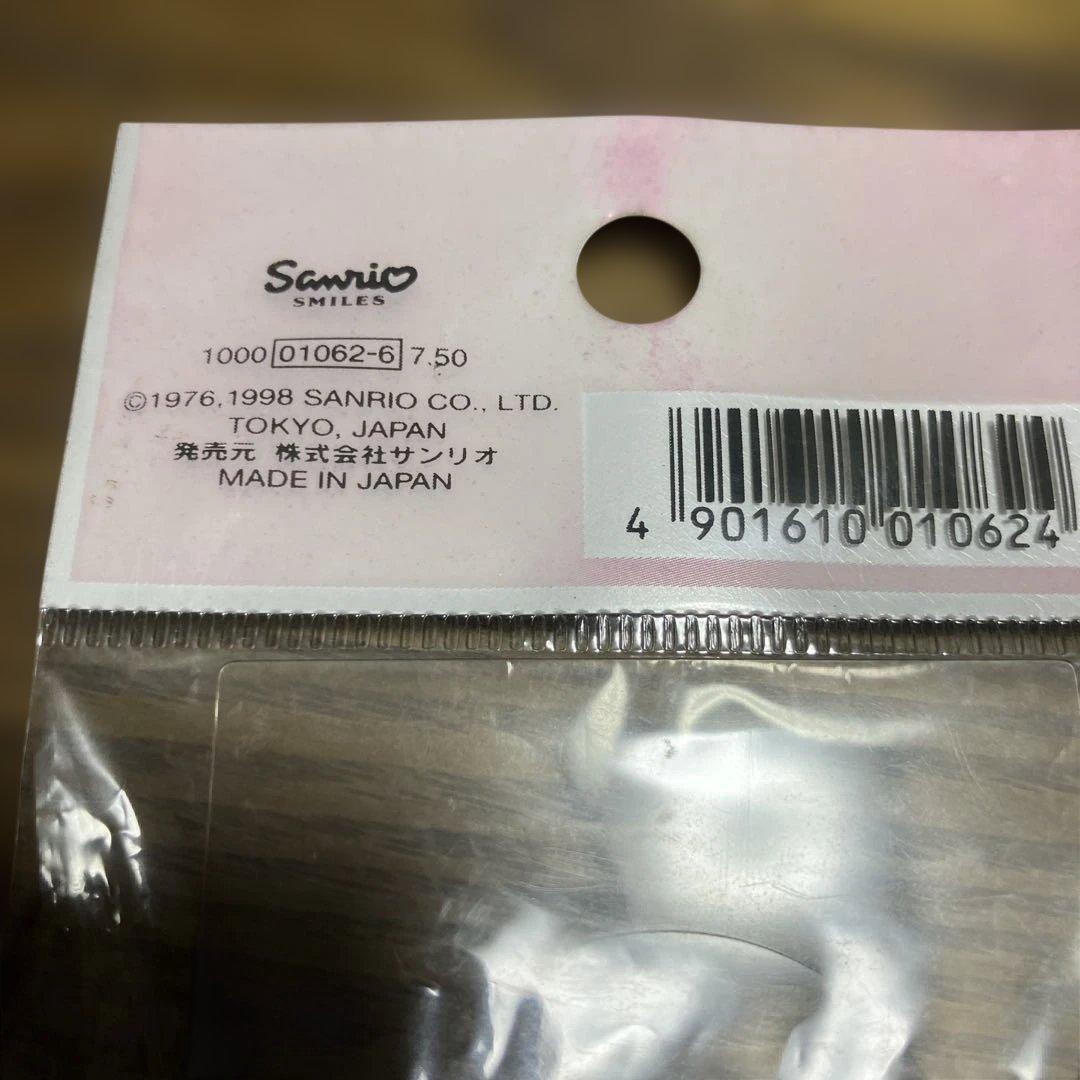 Sanrio
SMILES
1000 01062-6 7.50
©1976,1998 SANRIO CO., LTD.
TOKYO, JAPAN
発売元 株式会社サンリオ
MADE IN JAPAN
4 901610 010624